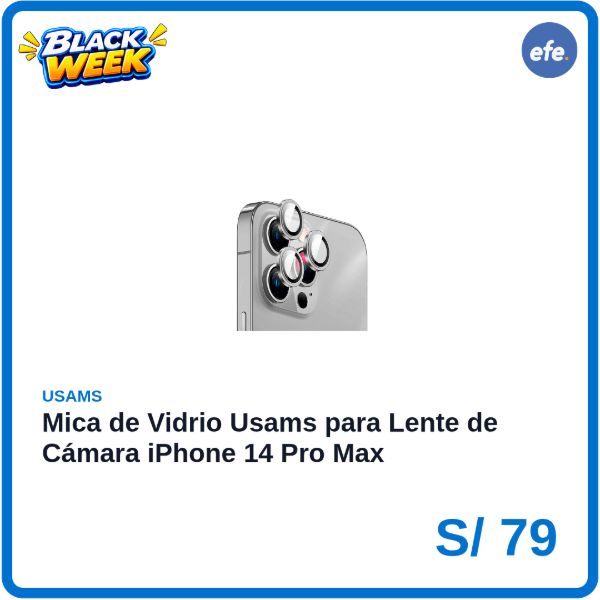 BLACK
WEEK
efe.
USAMS
Mica de Vidrio Usams para Lente de
Cámara iPhone 14 Pro Max
S/ 79